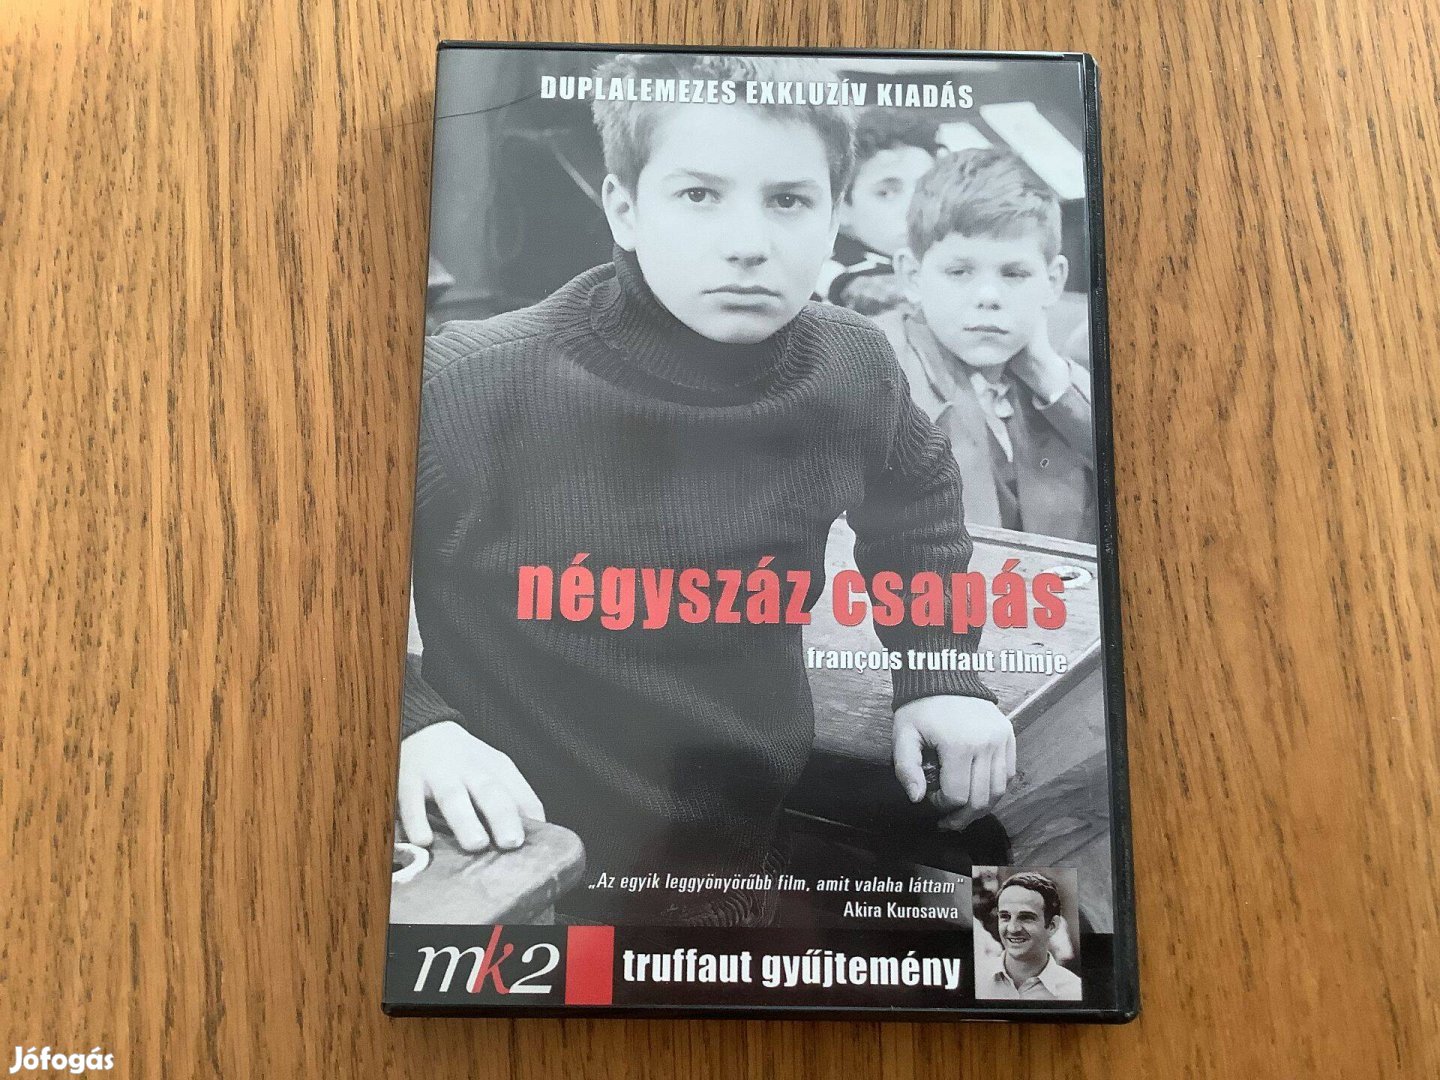 DUPLALEMEZES EXKLUZÍV KIADÁS
négyszáz csapás
françois truffaut filmje
„Az egyik leggyönyörűbb film, amit valaha láttam"
Akira Kurosawa
mk2
truffaut gyűjtemény
Jófogás